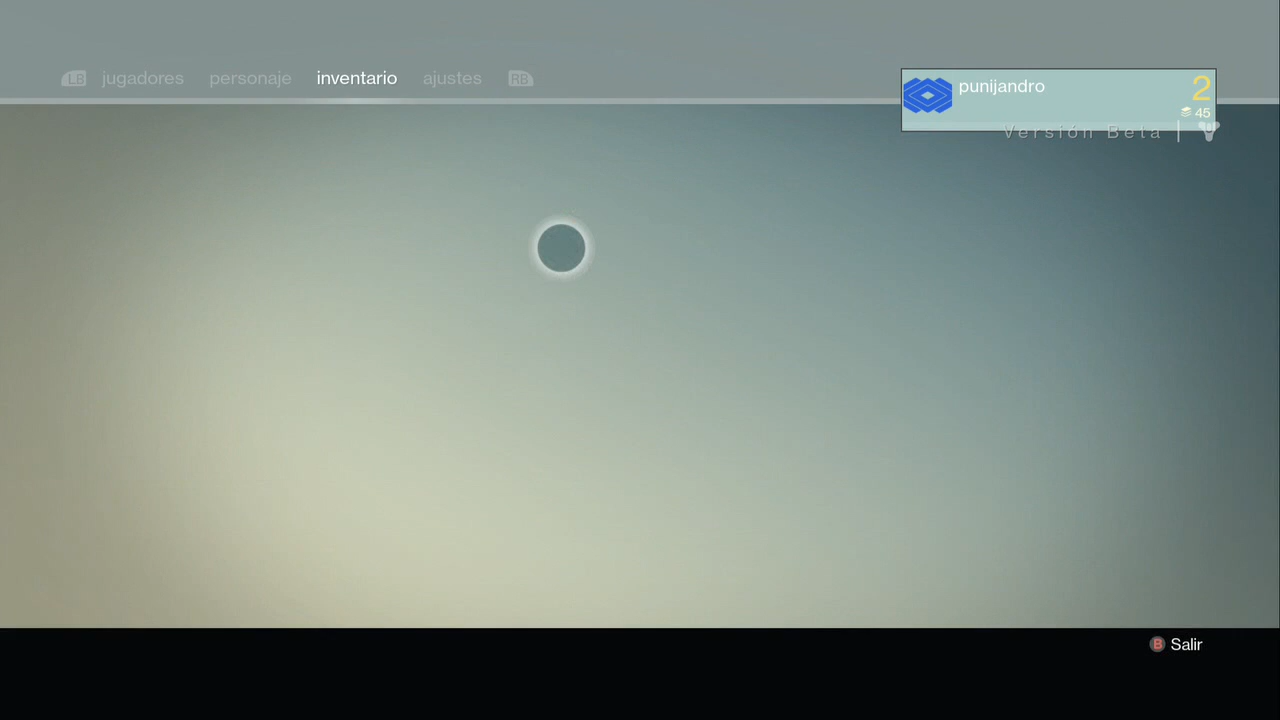 LB jugadores personaje inventario ajustes RB
punijandro 2
45
Versión Beta |
B Salir